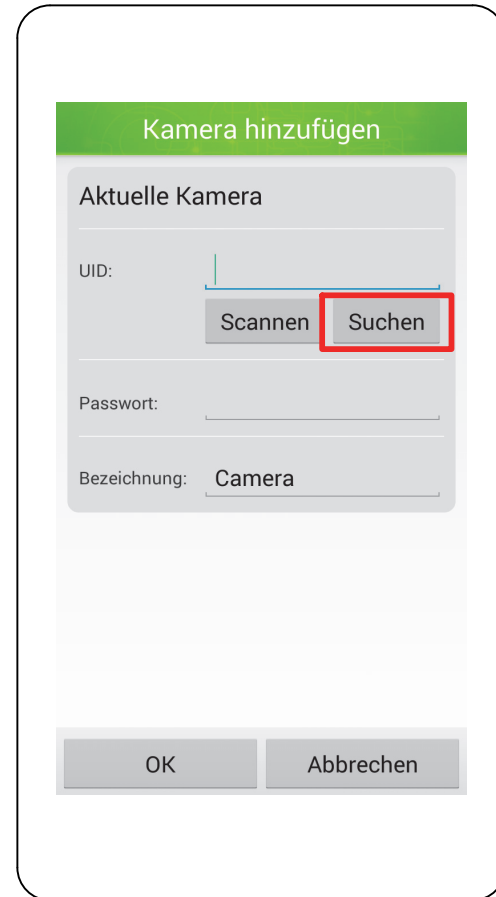 Kamera hinzufügen
Aktuelle Kamera
UID:
Scannen Suchen
Passwort:
Bezeichnung: Camera
OK Abbrechen